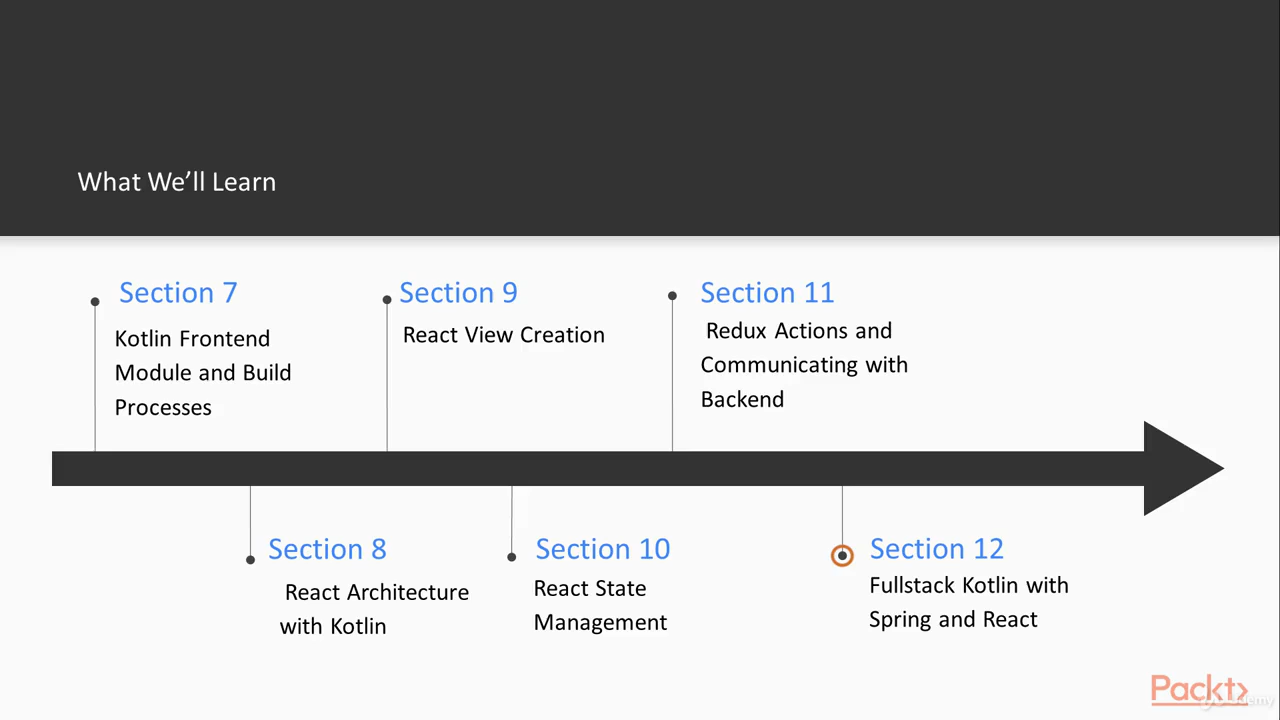 What We’ll Learn
Section 7
Kotlin Frontend
Module and Build
Processes
Section 9
React View Creation
Section 11
Redux Actions and
Communicating with
Backend
Section 8
React Architecture
with Kotlin
Section 10
React State
Management
Section 12
Fullstack Kotlin with
Spring and React
Packt>
Udemy